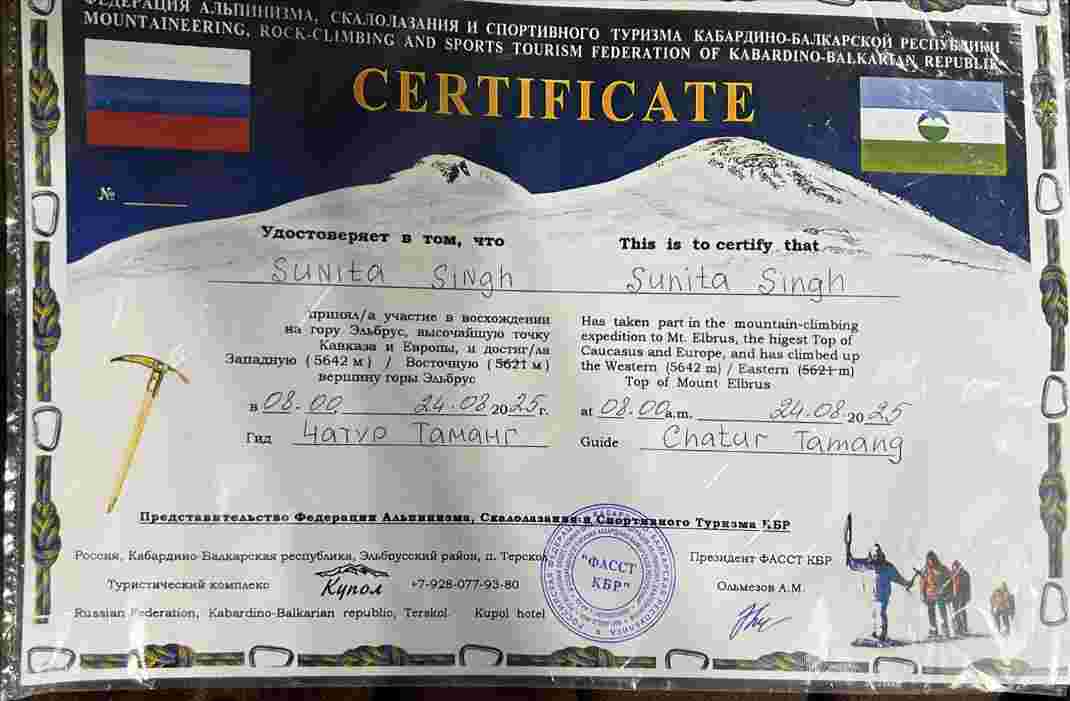 ФЕДЕРАЦИЯ АЛЬПИНИЗМА, СКАЛОЛАЗАНИЯ И СПОРТИВНОГО ТУРИЗМА КАБАРДИНО-БАЛКАРСКОЙ РЕСПУБЛИКИ
MOUNTAINEERING, ROCK-CLIMBING AND SPORTS TOURISM FEDERATION OF KABARDINO-BALKARIAN REPUBLIK
CERTIFICATE
№
Удостоверяет в том, что
Sunita Singh
принял/а участие в восхождении
на гору Эльбрус, высочайшую точку
Кавказа и Европы, и достиг/ла
Западную (5642 м) / Восточную (5621 м)
вершину горы Эльбрус
в 08.00 24.08 2025г.
Гид Чатур Таманг
This is to certify that
Sunita Singh
Has taken part in the mountain-climbing
expedition to Mt. Elbrus, the higest Top of
Caucasus and Europe, and has climbed up
the Western (5642 m) / Eastern (5621 m)
Top of Mount Elbrus
at 08.00 a.m. 24.08 2025
Guide Chatur Tamang
Представительство Федерации Альпинизма, Скалолазания и Спортивного Туризма КБР
Россия, Кабардино-Балкарская республика, Эльбрусский район, п. Терскол
Туристический комплекс Купол +7-928-077-93-80
Russian Federation, Kabardino-Balkarian republic, Terskol Kupol hotel
"ФАССТ
КБР"
Президент ФАССТ КБР
Ольмезов А.М.